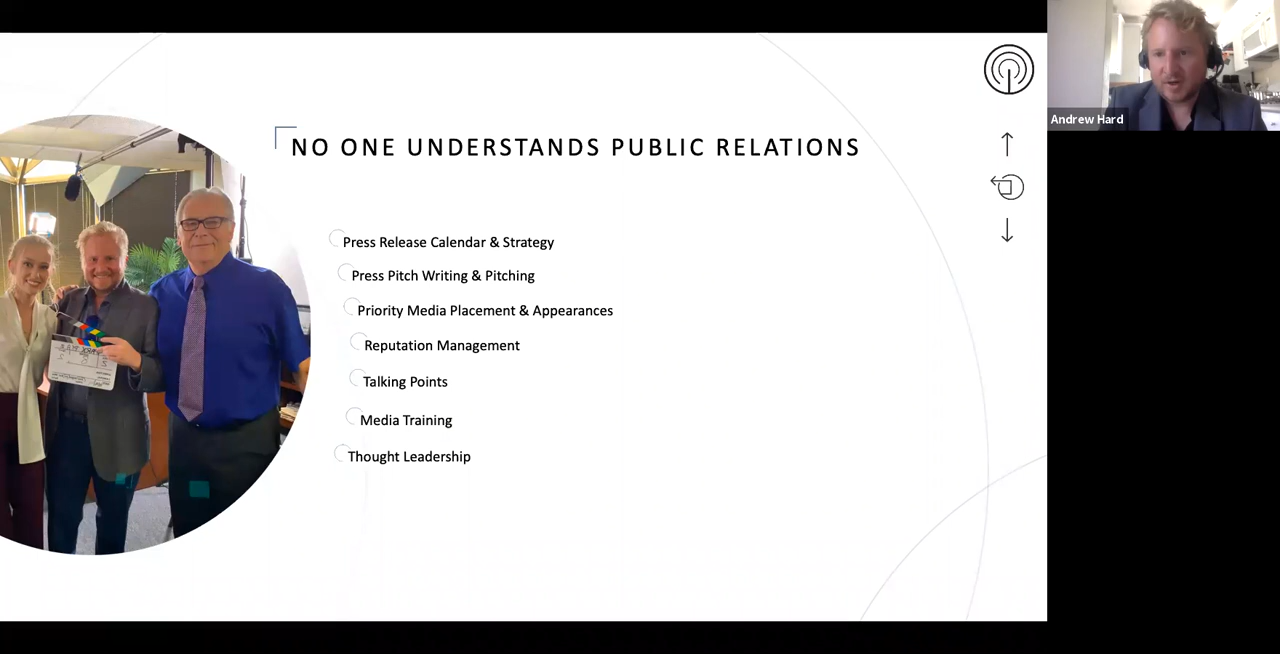 NO ONE UNDERSTANDS PUBLIC RELATIONS
Press Release Calendar & Strategy
Press Pitch Writing & Pitching
Priority Media Placement & Appearances
Reputation Management
Talking Points
Media Training
Thought Leadership
Andrew Hard